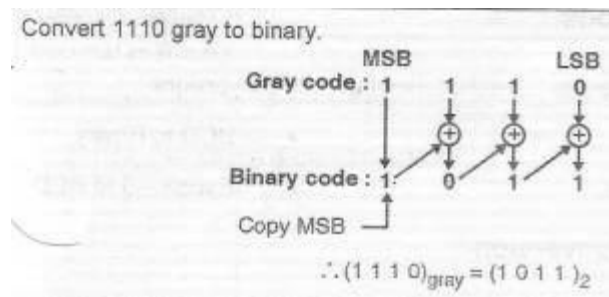 Convert 1110 gray to binary.
MSB LSB
Gray code : 1 1 1 0
Binary code : 1 0 1 1
Copy MSB
∴ (1 1 1 0)gray = (1 0 1 1)2